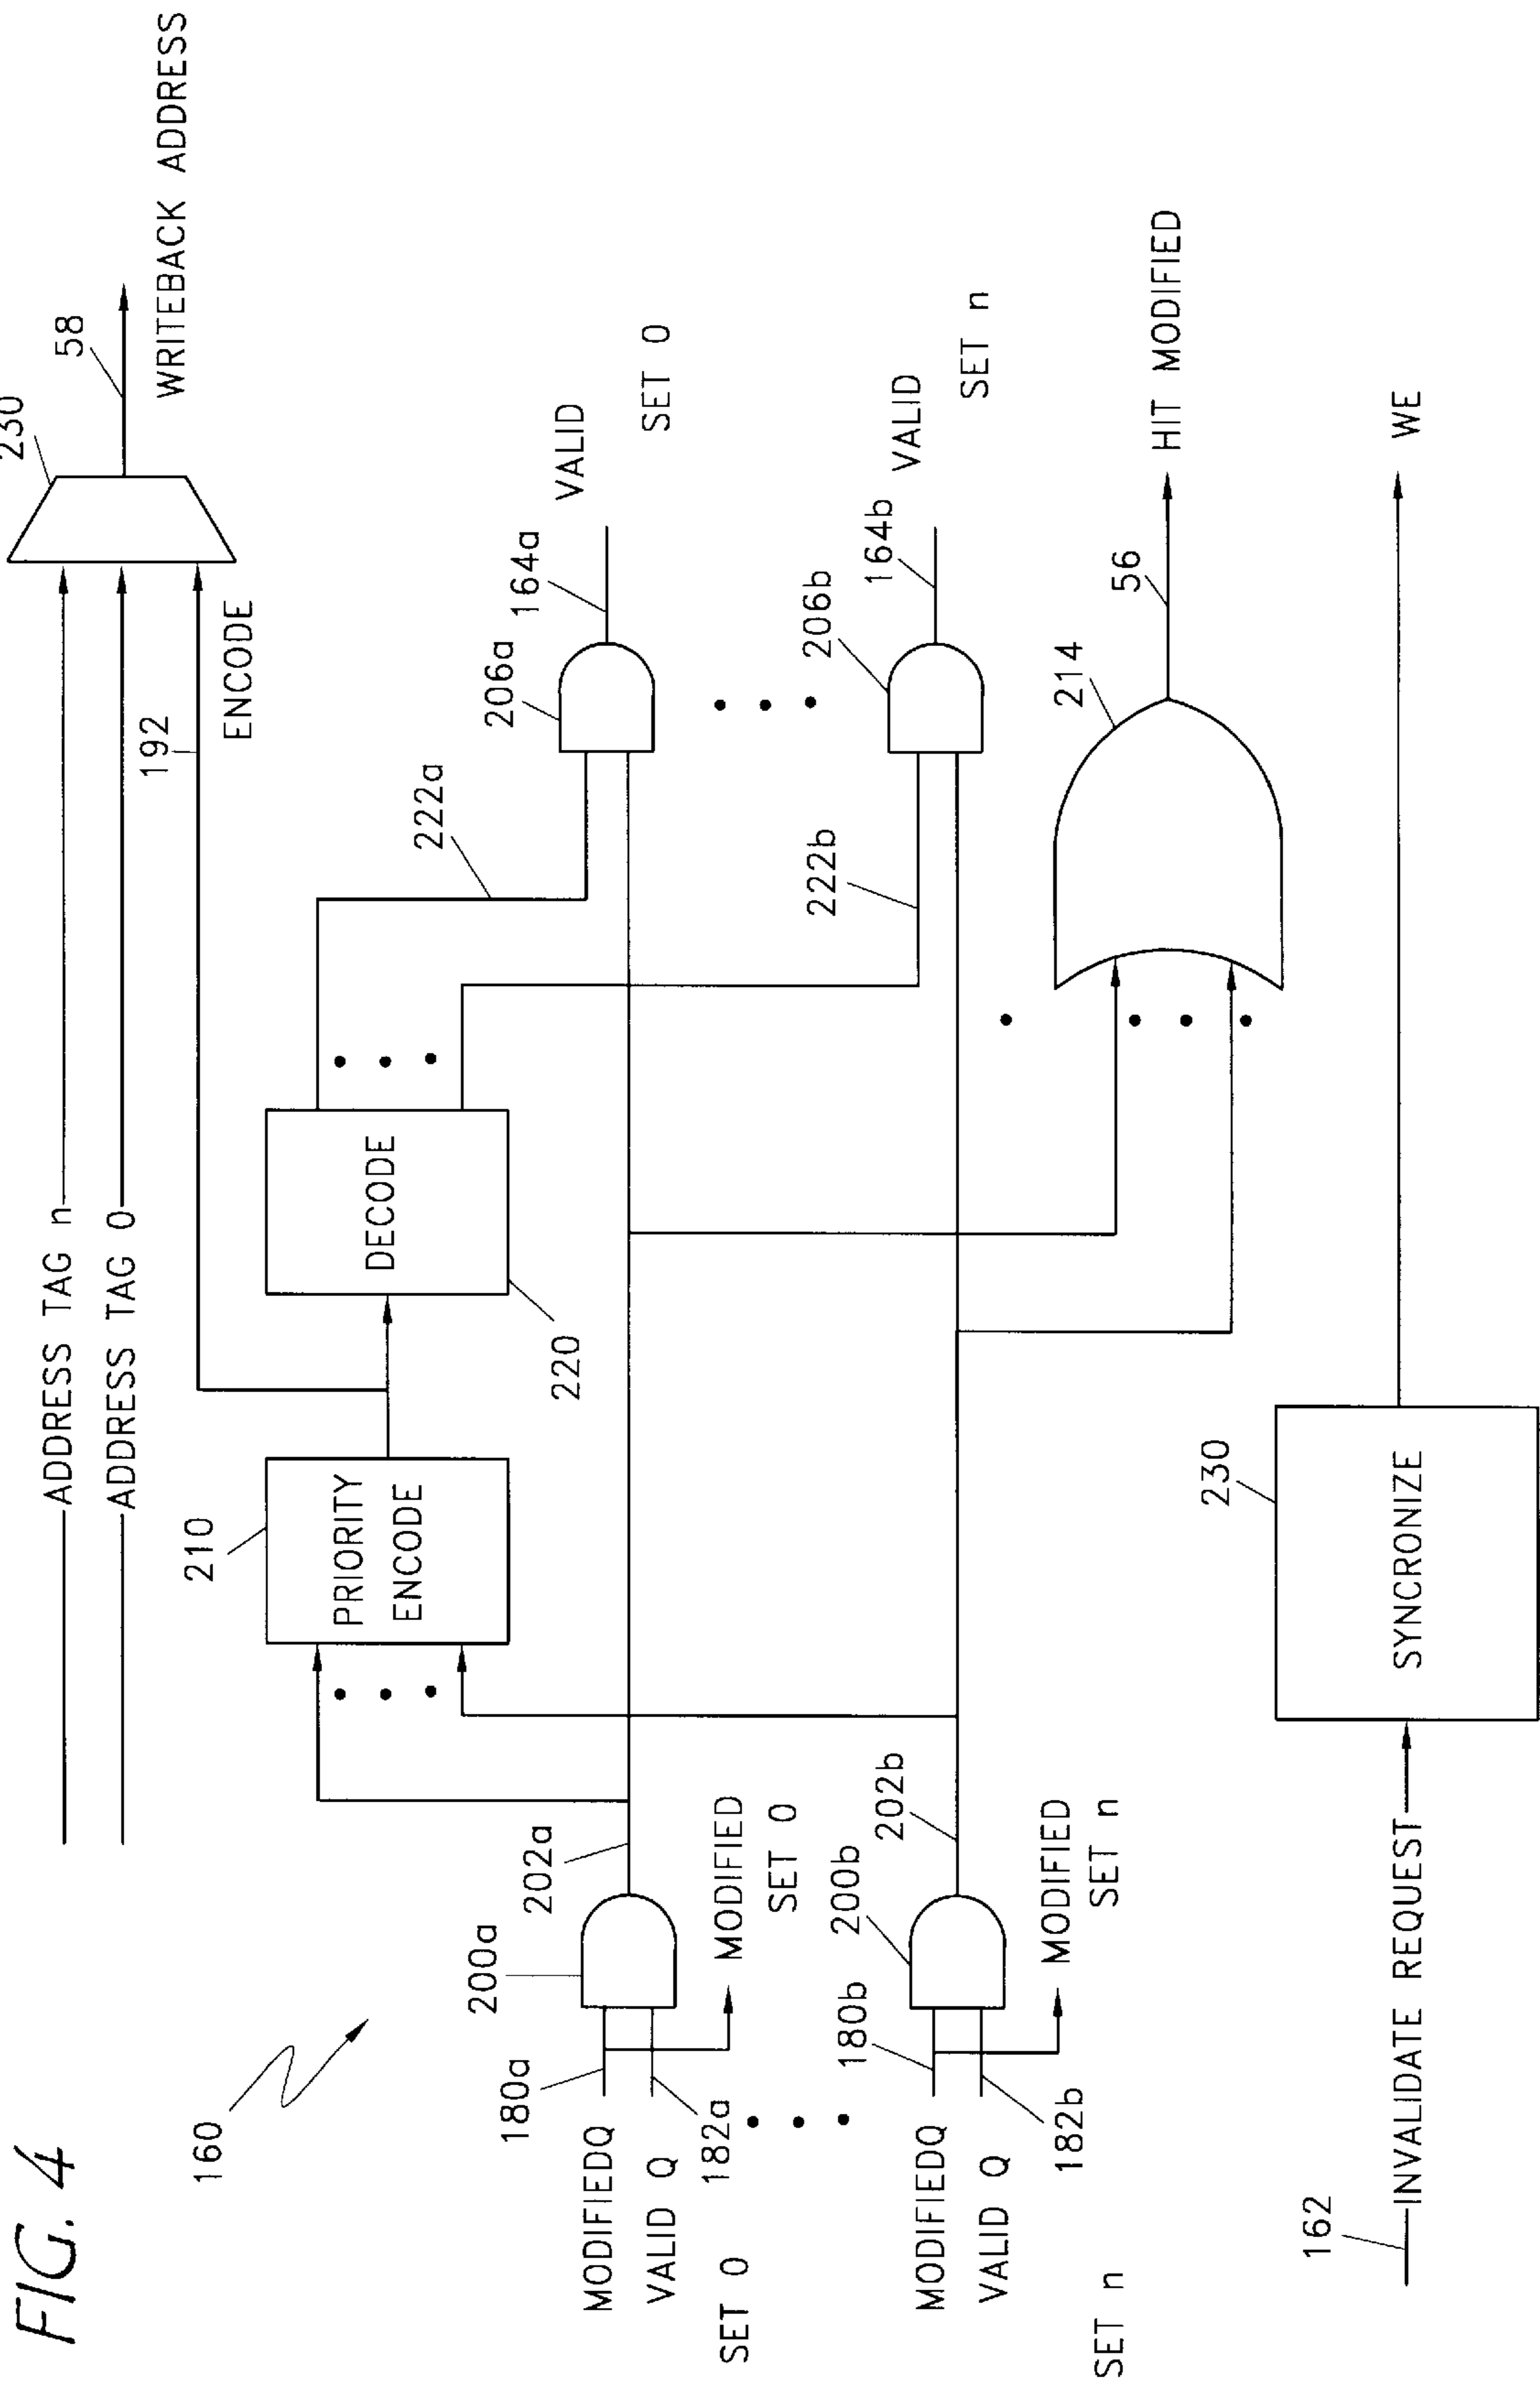 FIG. 4
160
ADDRESS TAG n
ADDRESS TAG 0
230
58
WRITEBACK ADDRESS
192
ENCODE
210
PRIORITY
ENCODE
DECODE
220
222a
222b
MODIFIEDQ
VALID Q
SET 0
180a
182a
200a
202a
MODIFIED
SET 0
206a
164a
VALID
SET 0
MODIFIEDQ
VALID Q
SET n
180b
182b
200b
202b
MODIFIED
SET n
206b
164b
VALID
SET n
214
56
HIT MODIFIED
162
INVALIDATE REQUEST
230
SYNCRONIZE
WE